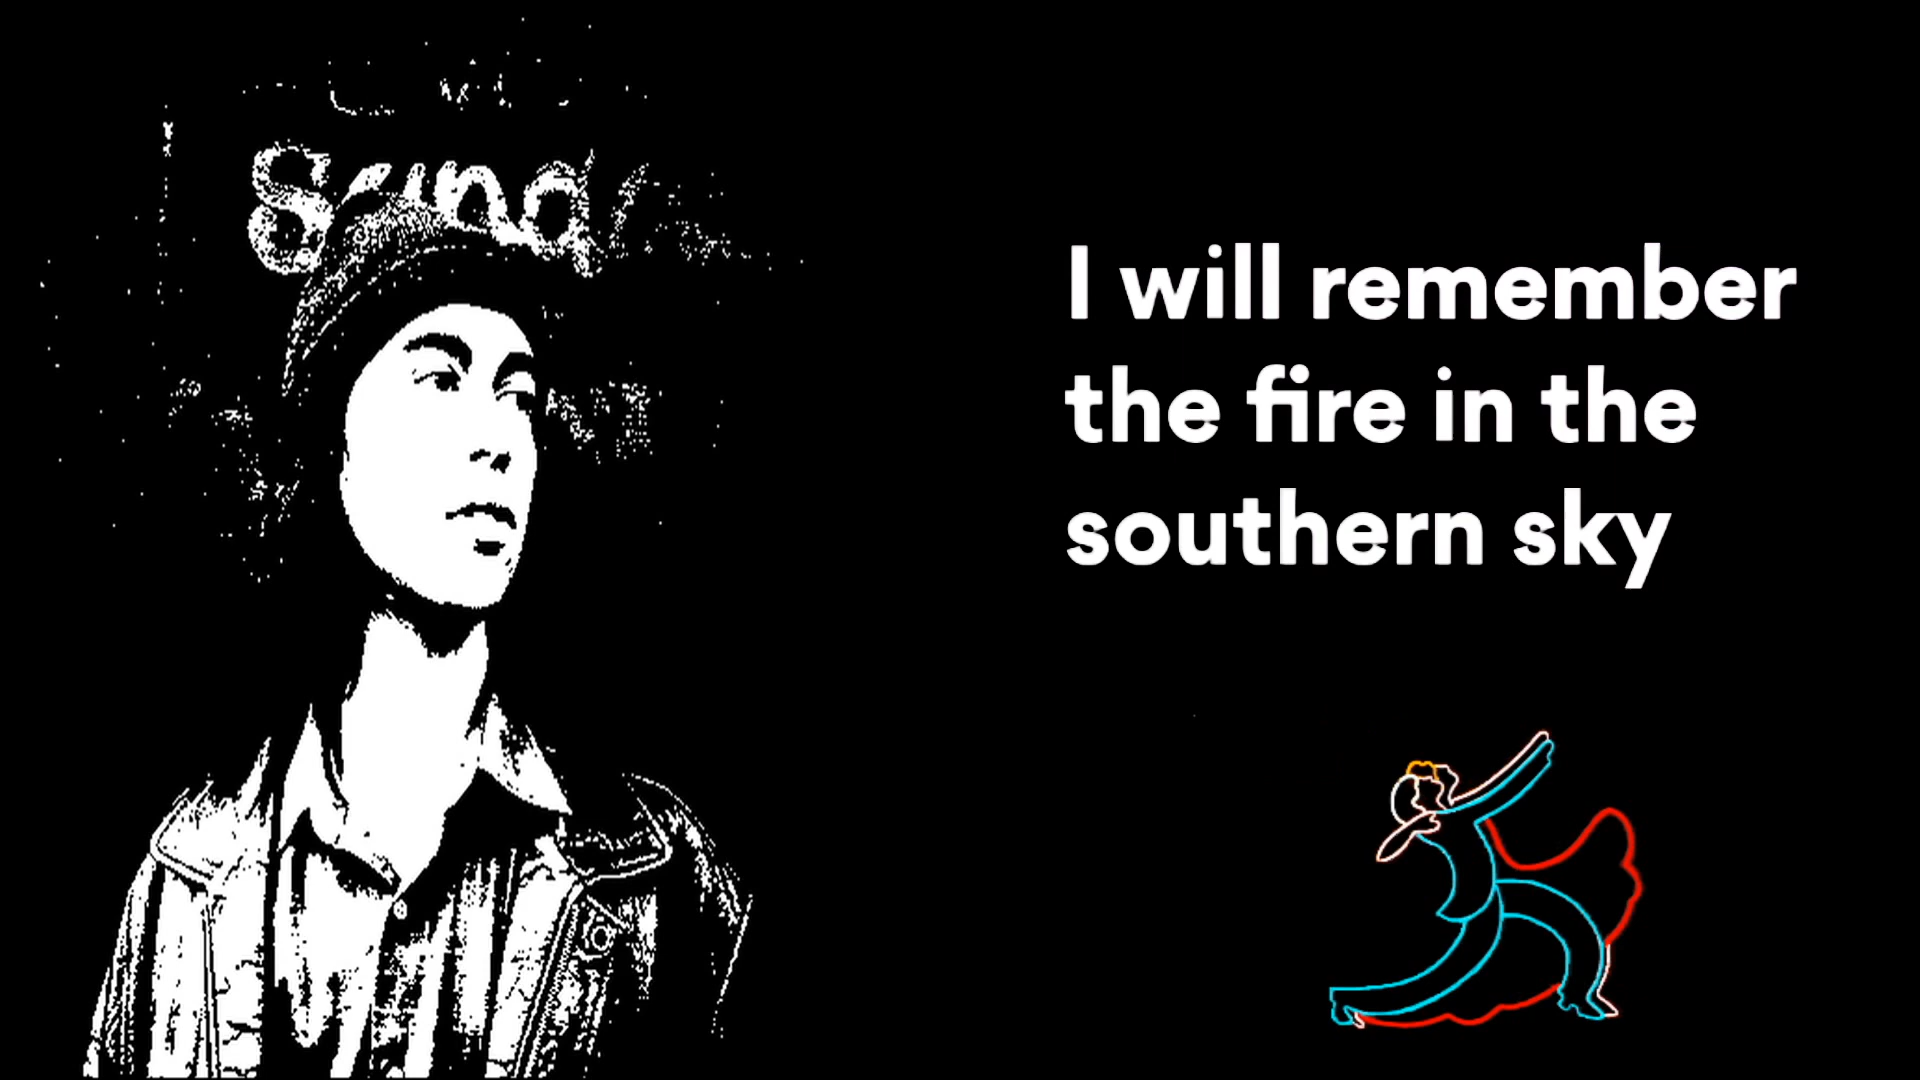 I will remember
the fire in the
southern sky